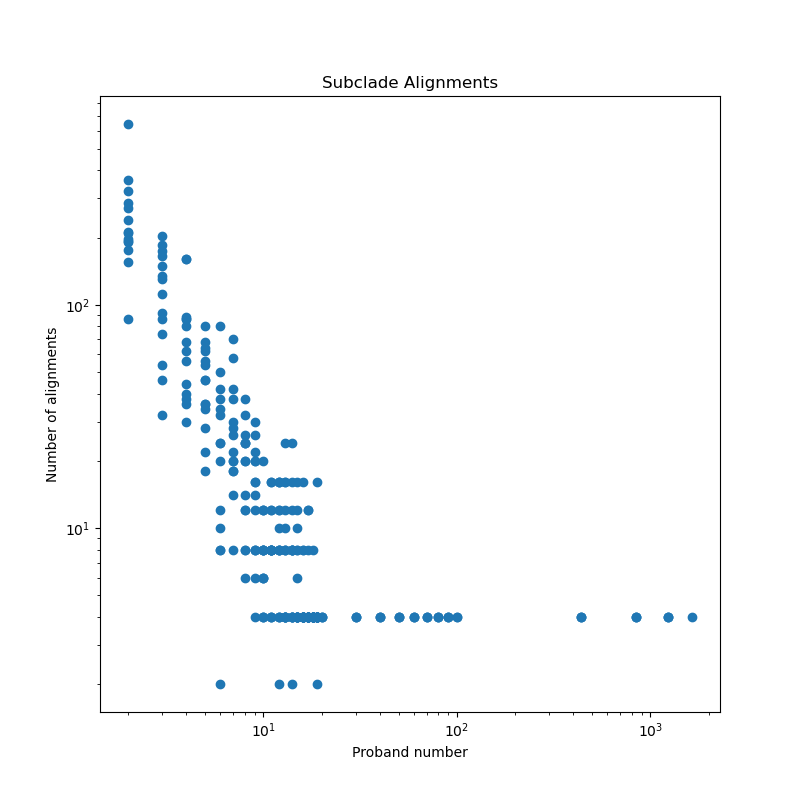 Subclade Alignments
Number of alignments
10²
10¹
10¹
10²
10³
Proband number